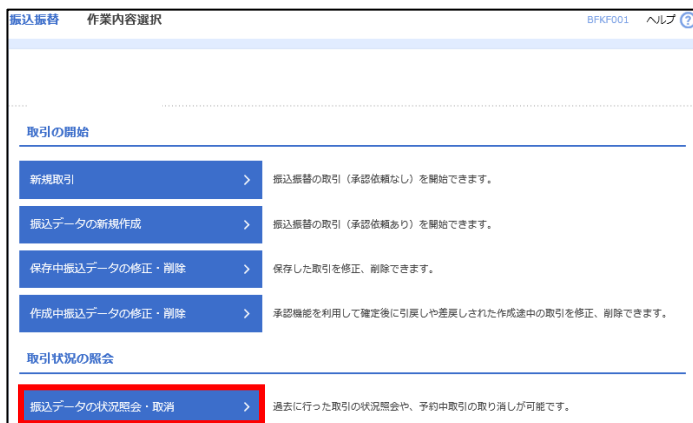 振込振替 作業内容選択 BFKF001 ヘルプ ?
取引の開始
新規取引 > 振込振替の取引（承認依頼なし）を開始できます。
振込データの新規作成 > 振込振替の取引（承認依頼あり）を開始できます。
保存中振込データの修正・削除 > 保存した取引を修正、削除できます。
作成中振込データの修正・削除 > 承認機能を利用して確定後に引戻しや差戻しされた作成途中の取引を修正、削除できます。
取引状況の照会
振込データの状況照会・取消 > 過去に行った取引の状況照会や、予約中取引の取り消しが可能です。